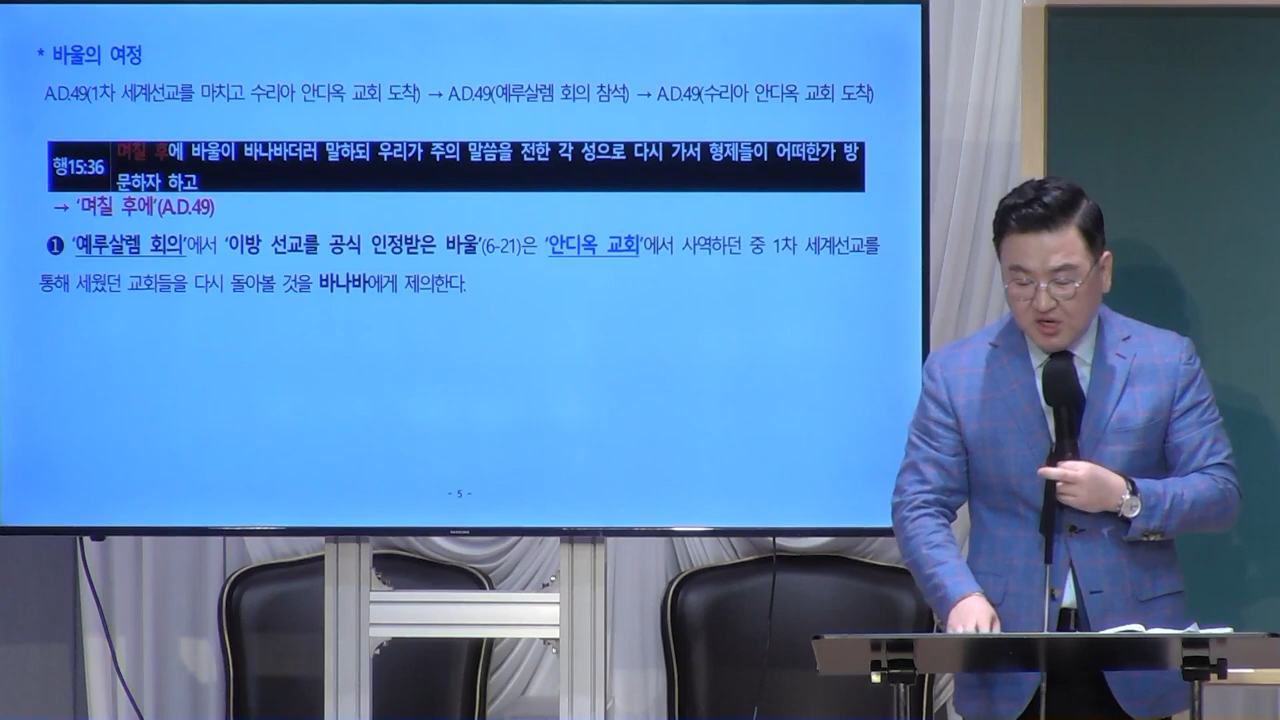 * 바울의 여정
A.D.49(1차 세계선교를 마치고 수리아 안디옥 교회 도착) → A.D.49(예루살렘 회의 참석) → A.D.49(수리아 안디옥 교회 도착)
행15:36 며칠 후에 바울이 바나바더러 말하되 우리가 주의 말씀을 전한 각 성으로 다시 가서 형제들이 어떠한가 방
문하자 하고
→ ‘며칠 후에’(A.D.49)
❶ ‘예루살렘 회의’에서 ‘이방 선교를 공식 인정받은 바울’(6-21)은 ‘안디옥 교회’에서 사역하던 중 1차 세계선교를
통해 세웠던 교회들을 다시 돌아볼 것을 바나바에게 제의한다.
- 5 -
SAMSUNG